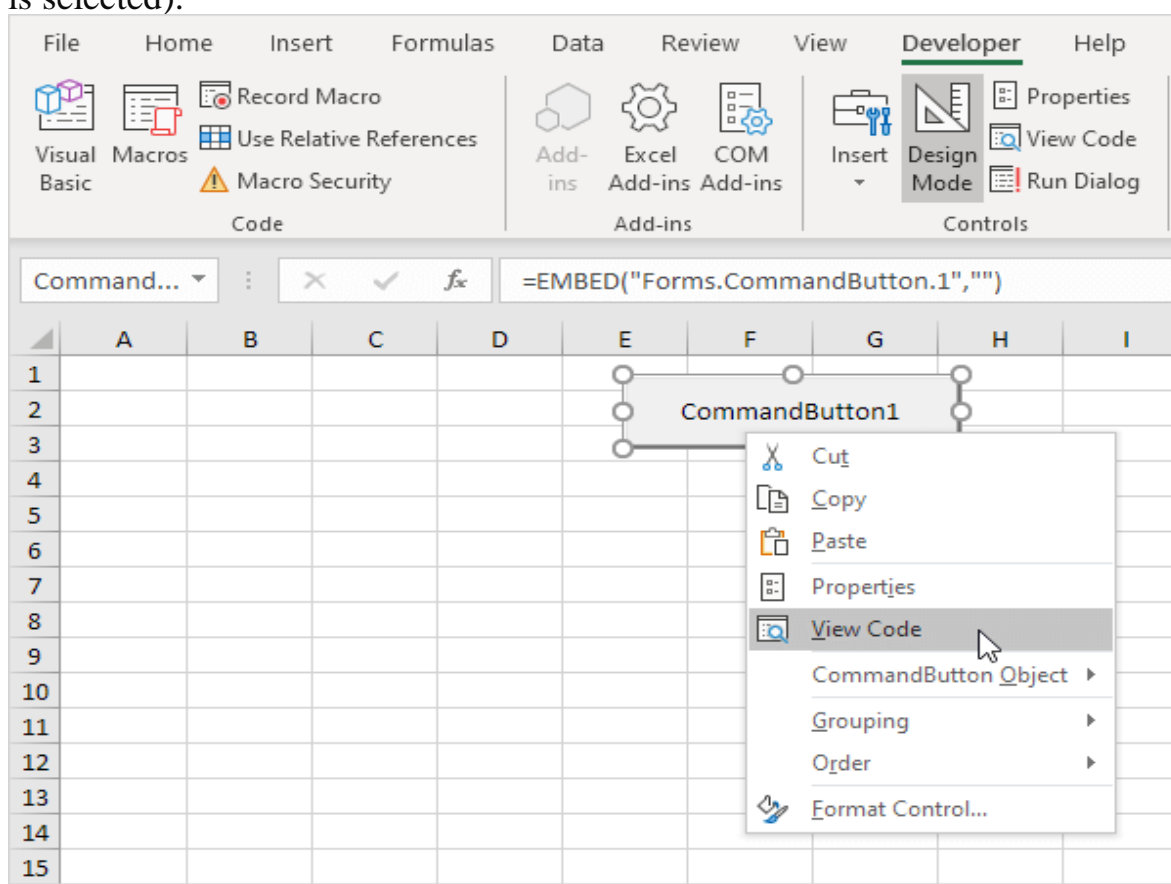 is selected).
File Home Insert Formulas Data Review View Developer Help
Record Macro
Use Relative References
Macro Security
Visual Basic
Macros
Code
Add-ins
Excel Add-ins
COM Add-ins
Add-ins
Insert
Design Mode
Properties
View Code
Run Dialog
Controls
Command... fx =EMBED("Forms.CommandButton.1","")
A B C D E F G H I
1
2 CommandButton1
3
4
5
6
7
8
9
10
11
12
13
14
15
Cut
Copy
Paste
Properties
View Code
CommandButton Object
Grouping
Order
Format Control...